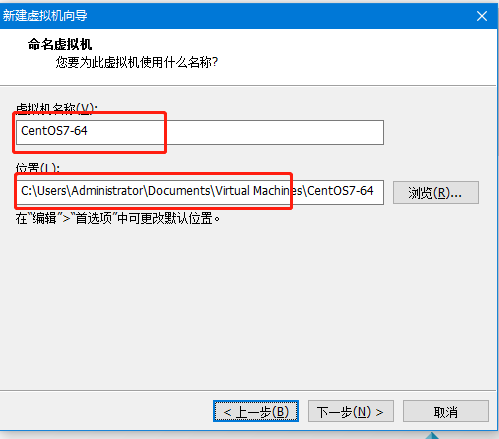 新建虚拟机向导
命名虚拟机
您要为此虚拟机使用什么名称?
虚拟机名称(V):
CentOS7-64
位置(L):
C:\Users\Administrator\Documents\Virtual Machines\CentOS7-64
浏览(R)...
在“编辑”>“首选项”中可更改默认位置。
< 上一步(B)
下一步(N) >
取消